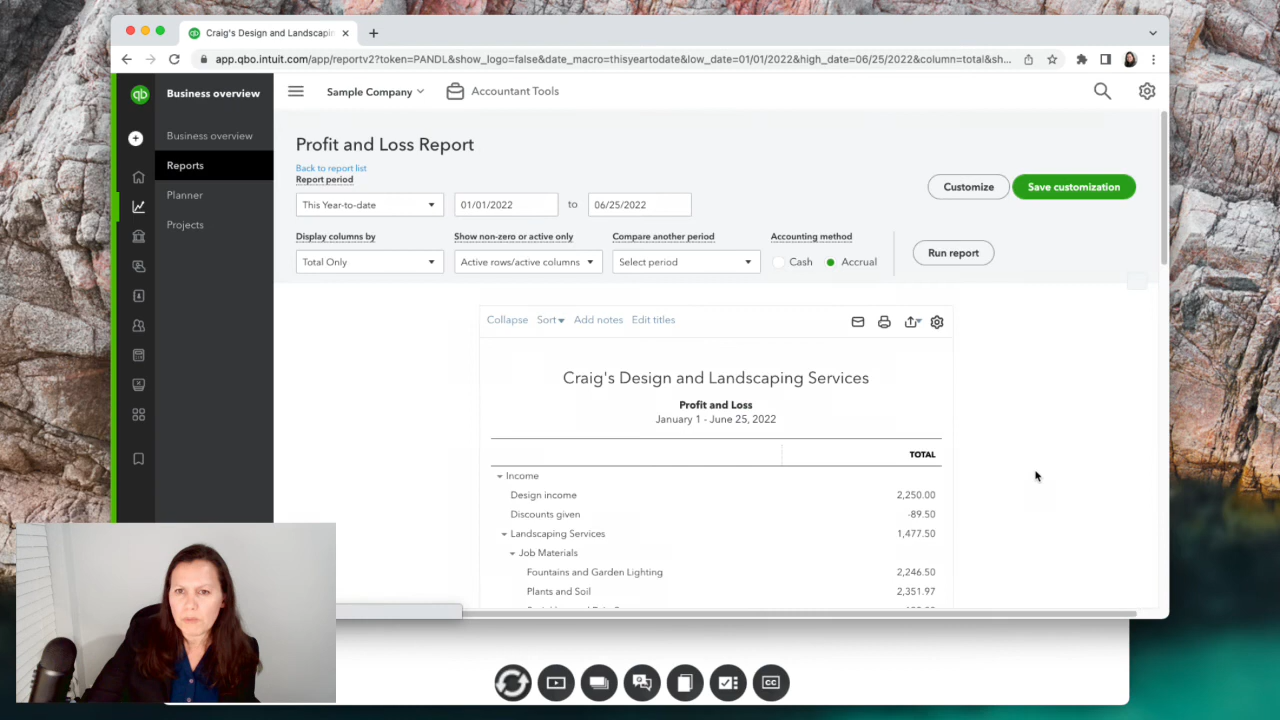 Craig's Design and Landscapin
app.qbo.intuit.com/app/reportv2?token=PANDL&show_logo=false&date_macro=thisyeartodate&low_date=01/01/2022&high_date=06/25/2022&column=total&sh...
qb
Business overview
Sample Company
Accountant Tools
Business overview
Reports
Planner
Projects
Profit and Loss Report
Back to report list
Report period
This Year-to-date
01/01/2022
to
06/25/2022
Customize
Save customization
Display columns by
Show non-zero or active only
Compare another period
Accounting method
Total Only
Active rows/active columns
Select period
Cash
Accrual
Run report
Collapse
Sort
Add notes
Edit titles
Craig's Design and Landscaping Services
Profit and Loss
January 1 - June 25, 2022
TOTAL
Income
Design income 2,250.00
Discounts given -89.50
Landscaping Services 1,477.50
Job Materials
Fountains and Garden Lighting 2,246.50
Plants and Soil 2,351.97
CC